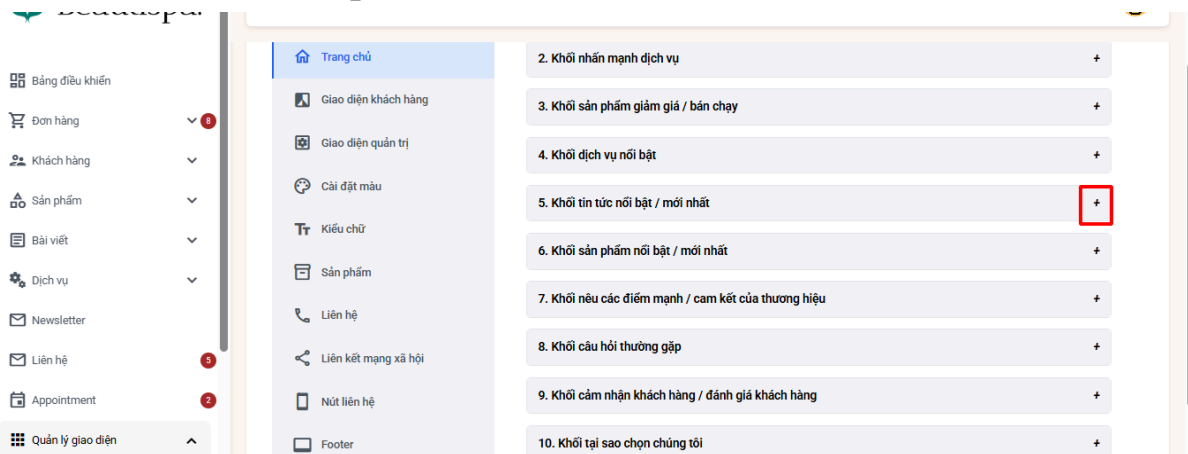 Bảng điều khiển
Đơn hàng 8
Khách hàng
Sản phẩm
Bài viết
Dịch vụ
Newsletter
Liên hệ 5
Appointment 2
Quản lý giao diện
Trang chủ
Giao diện khách hàng
Giao diện quản trị
Cài đặt màu
Kiểu chữ
Sản phẩm
Liên hệ
Liên kết mạng xã hội
Nút liên hệ
Footer
2. Khối nhấn mạnh dịch vụ +
3. Khối sản phẩm giảm giá / bán chạy +
4. Khối dịch vụ nổi bật +
5. Khối tin tức nổi bật / mới nhất +
6. Khối sản phẩm nổi bật / mới nhất +
7. Khối nêu các điểm mạnh / cam kết của thương hiệu +
8. Khối câu hỏi thường gặp +
9. Khối cảm nhận khách hàng / đánh giá khách hàng +
10. Khối tại sao chọn chúng tôi +